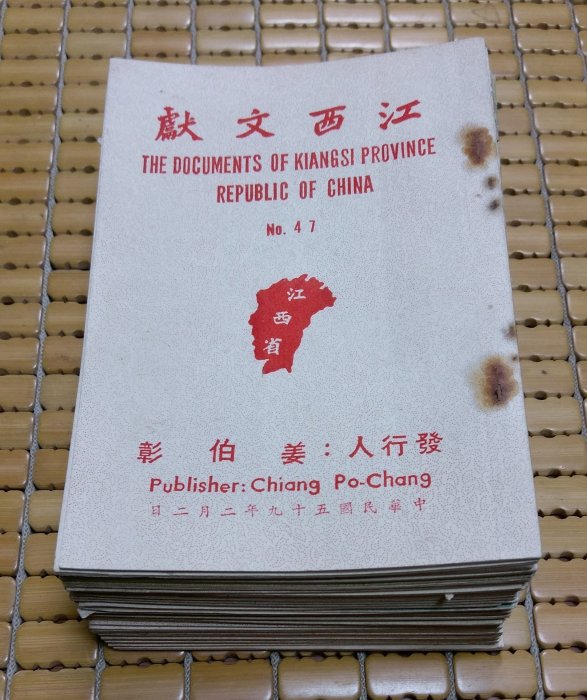 江西文獻
THE DOCUMENTS OF KIANGSI PROVINCE
REPUBLIC OF CHINA
No. 47
江西省
發行人：姜伯彰
Publisher: Chiang Po-Chang
中華民國五十九年二月二日